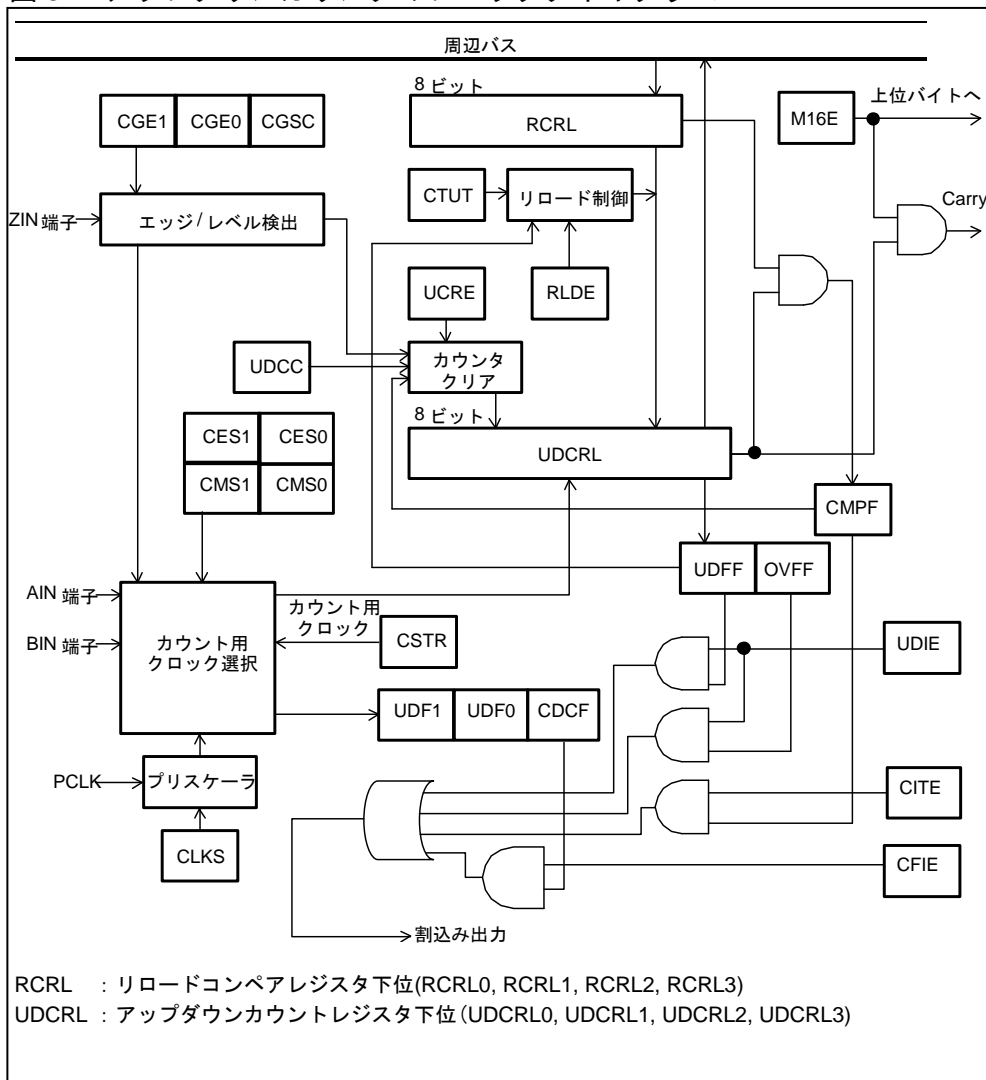 周辺バス
8 ビット
CGE1 CGE0 CGSC
RCRL
M16E
上位バイトへ
CTUT
リロード制御
Carry
ZIN 端子
エッジ/レベル検出
UCRE
RLDE
UDCC
カウンタ
クリア
8 ビット
CES1 CES0
UDCRL
CMS1 CMS0
CMPF
UDFF OVFF
AIN 端子
カウント用
クロック
BIN 端子
カウント用
クロック選択
CSTR
UDIE
UDF1 UDF0 CDCF
PCLK
プリスケーラ
CITE
CLKS
CFIE
割込み出力
RCRL : リロードコンペアレジスタ下位(RCRL0, RCRL1, RCRL2, RCRL3)
UDCRL : アップダウンカウントレジスタ下位(UDCRL0, UDCRL1, UDCRL2, UDCRL3)